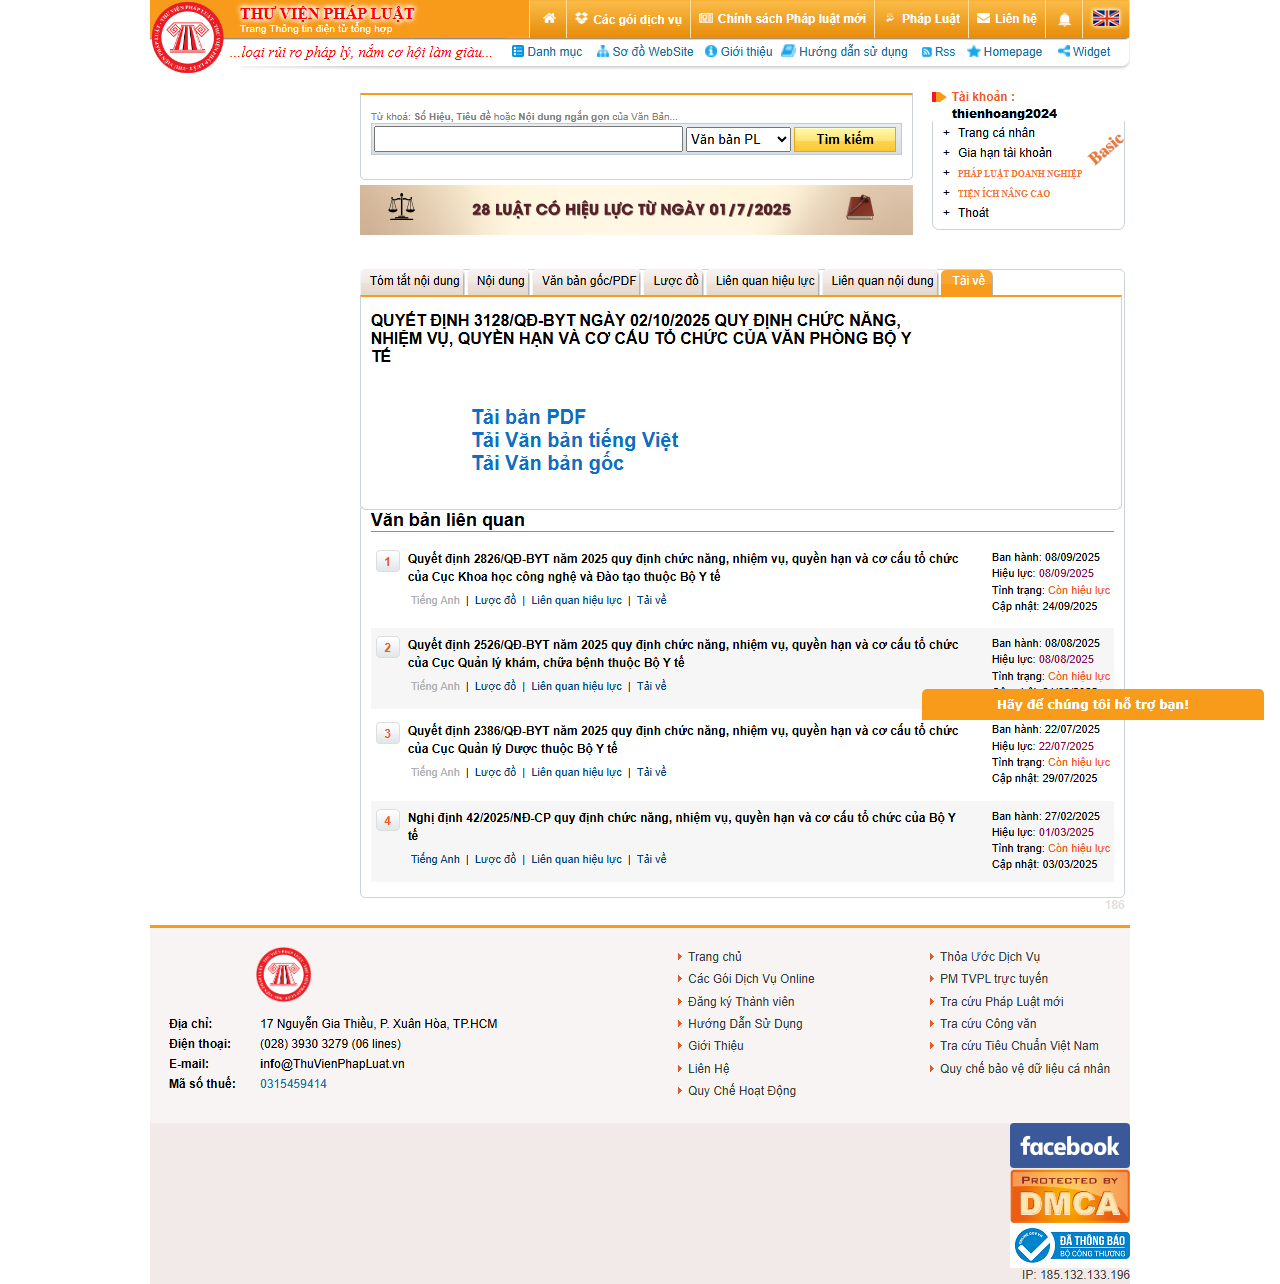 THƯ VIỆN PHÁP LUẬT
Trang Thông tin điện tử tổng hợp
Các gói dịch vụ
Chính sách Pháp luật mới
Pháp Luật
Liên hệ
...loại rủi ro pháp lý, nắm cơ hội làm giàu...
Danh mục
Sơ đồ WebSite
Giới thiệu
Hướng dẫn sử dụng
Rss
Homepage
Widget
Từ khoá: Số Hiệu, Tiêu đề hoặc Nội dung ngắn gọn của Văn Bản...
Văn bản PL
Tìm kiếm
28 LUẬT CÓ HIỆU LỰC TỪ NGÀY 01/7/2025
Tài khoản :
thienhoang2024
+ Trang cá nhân
+ Gia hạn tài khoản
+ PHÁP LUẬT DOANH NGHIỆP
+ TIỆN ÍCH NÂNG CAO
+ Thoát
Basic
Tóm tắt nội dung
Nội dung
Văn bản gốc/PDF
Lược đồ
Liên quan hiệu lực
Liên quan nội dung
Tải về
QUYẾT ĐỊNH 3128/QĐ-BYT NGÀY 02/10/2025 QUY ĐỊNH CHỨC NĂNG,
NHIỆM VỤ, QUYỀN HẠN VÀ CƠ CẤU TỔ CHỨC CỦA VĂN PHÒNG BỘ Y
TẾ
Tải bản PDF
Tải Văn bản tiếng Việt
Tải Văn bản gốc
Văn bản liên quan
1
Quyết định 2826/QĐ-BYT năm 2025 quy định chức năng, nhiệm vụ, quyền hạn và cơ cấu tổ chức
của Cục Khoa học công nghệ và Đào tạo thuộc Bộ Y tế
Tiếng Anh | Lược đồ | Liên quan hiệu lực | Tải về
Ban hành: 08/09/2025
Hiệu lực: 08/09/2025
Tình trạng: Còn hiệu lực
Cập nhật: 24/09/2025
2
Quyết định 2526/QĐ-BYT năm 2025 quy định chức năng, nhiệm vụ, quyền hạn và cơ cấu tổ chức
của Cục Quản lý khám, chữa bệnh thuộc Bộ Y tế
Tiếng Anh | Lược đồ | Liên quan hiệu lực | Tải về
Ban hành: 08/08/2025
Hiệu lực: 08/08/2025
Tình trạng: Còn hiệu lực
Hãy để chúng tôi hỗ trợ bạn!
3
Quyết định 2386/QĐ-BYT năm 2025 quy định chức năng, nhiệm vụ, quyền hạn và cơ cấu tổ chức
của Cục Quản lý Dược thuộc Bộ Y tế
Tiếng Anh | Lược đồ | Liên quan hiệu lực | Tải về
Ban hành: 22/07/2025
Hiệu lực: 22/07/2025
Tình trạng: Còn hiệu lực
Cập nhật: 29/07/2025
4
Nghị định 42/2025/NĐ-CP quy định chức năng, nhiệm vụ, quyền hạn và cơ cấu tổ chức của Bộ Y
tế
Tiếng Anh | Lược đồ | Liên quan hiệu lực | Tải về
Ban hành: 27/02/2025
Hiệu lực: 01/03/2025
Tình trạng: Còn hiệu lực
Cập nhật: 03/03/2025
186
Địa chỉ: 17 Nguyễn Gia Thiều, P. Xuân Hòa, TP.HCM
Điện thoại: (028) 3930 3279 (06 lines)
E-mail: info@ThuVienPhapLuat.vn
Mã số thuế: 0315459414
Trang chủ
Các Gói Dịch Vụ Online
Đăng ký Thành viên
Hướng Dẫn Sử Dụng
Giới Thiệu
Liên Hệ
Quy Chế Hoạt Động
Thỏa Ước Dịch Vụ
PM TVPL trực tuyến
Tra cứu Pháp Luật mới
Tra cứu Công văn
Tra cứu Tiêu Chuẩn Việt Nam
Quy chế bảo vệ dữ liệu cá nhân
facebook
PROTECTED BY
DMCA
ĐÃ THÔNG BÁO
BỘ CÔNG THƯƠNG
IP: 185.132.133.196